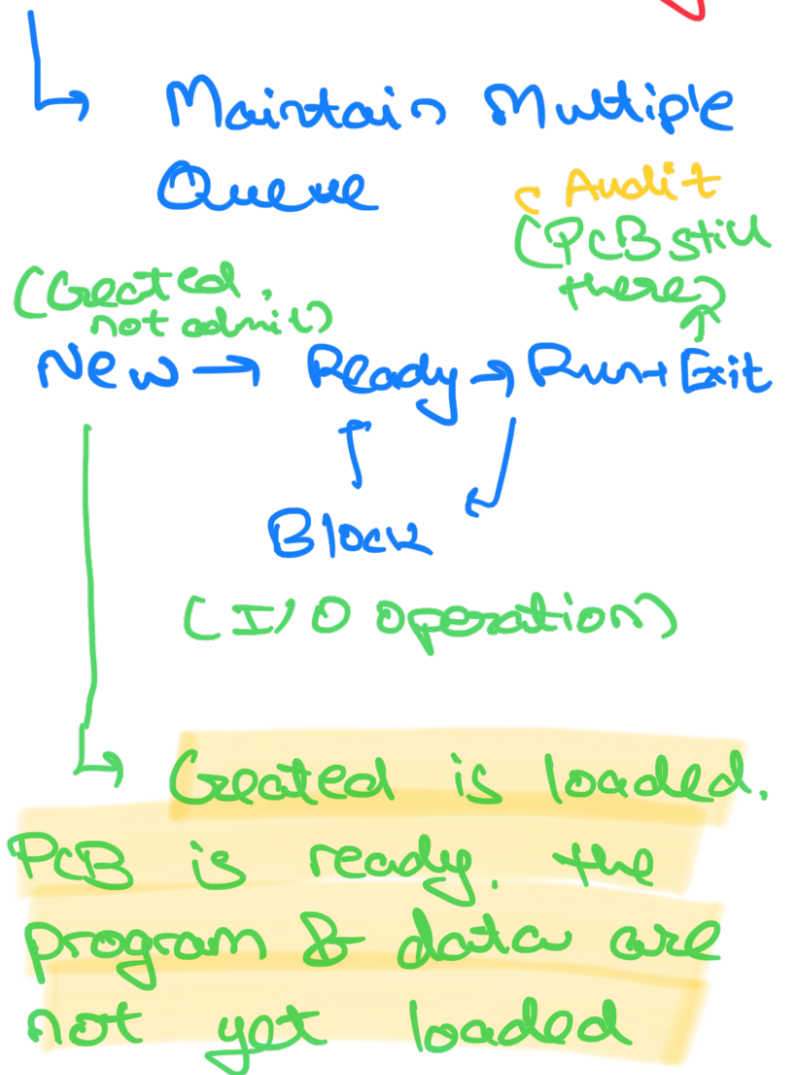 Maintain Multiple
Queue
( Audit
(PCB still
there)
(Created,
not admit)
New → Ready → Run → Exit
Block
(I/O operation)
Created is loaded.
PCB is ready. the
program & data are
not yet loaded